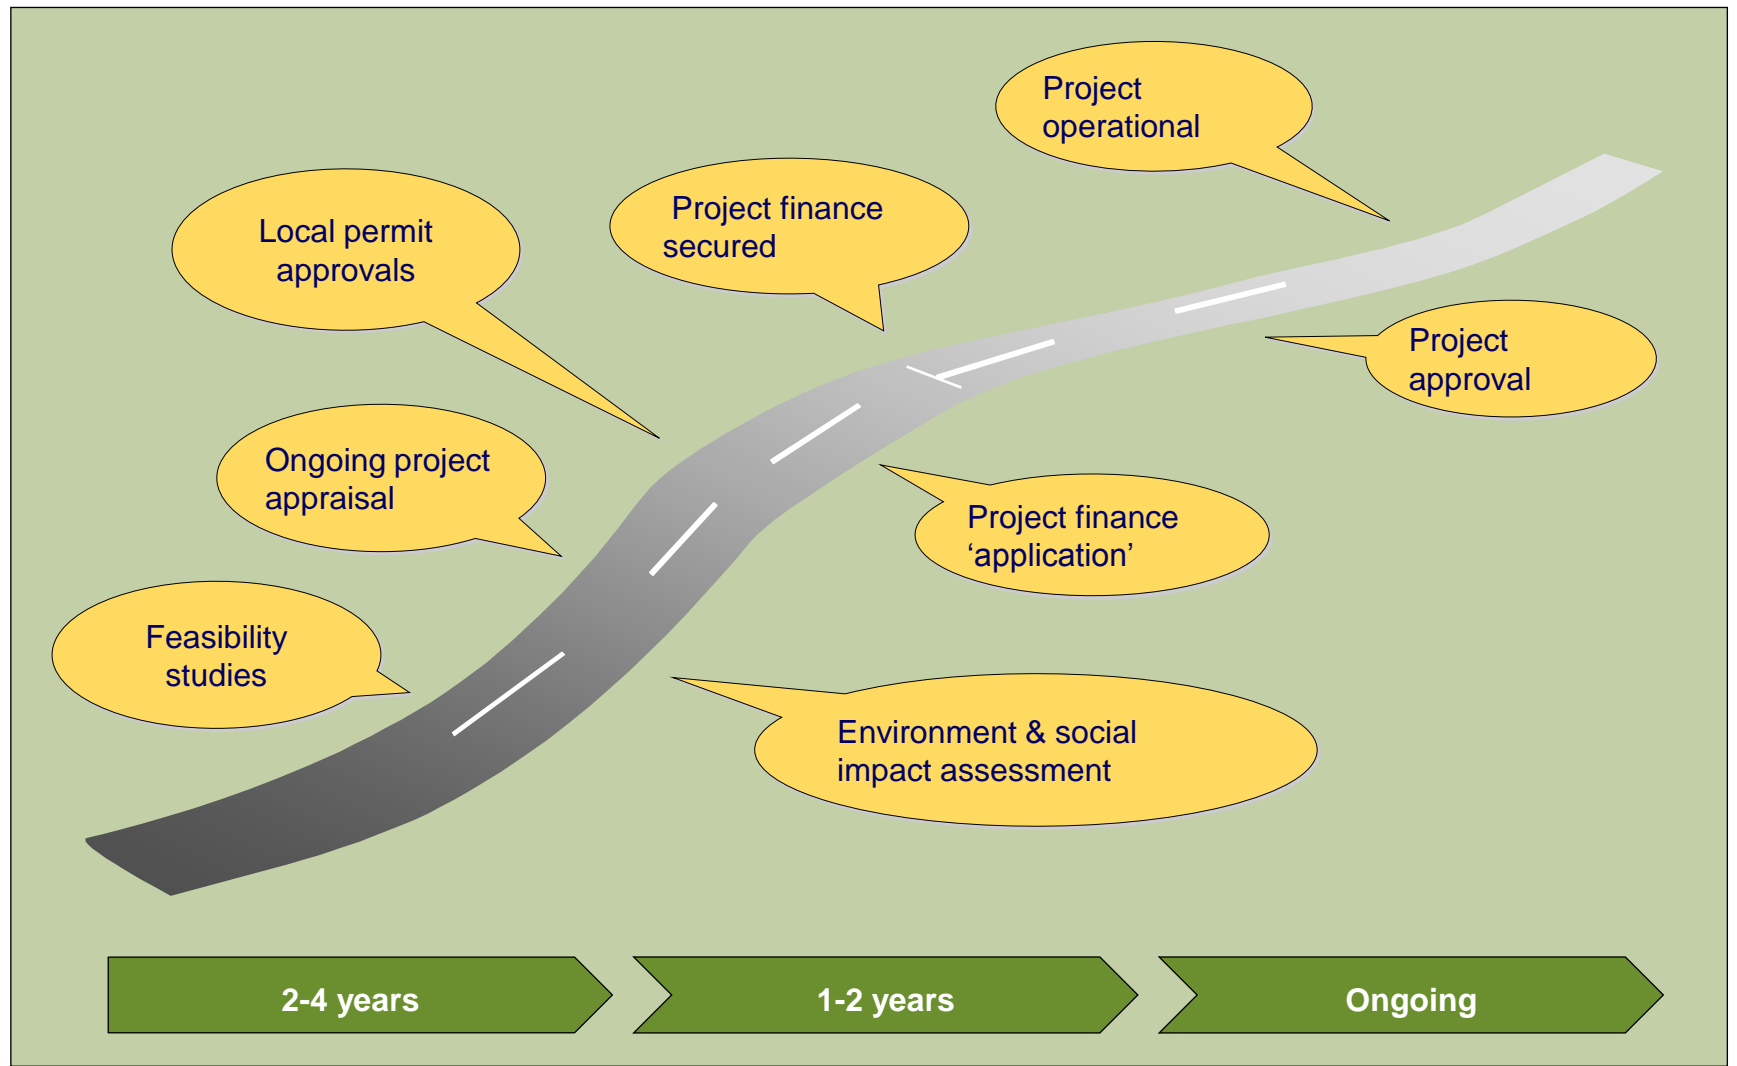 Project
operational
Project finance
secured
Local permit
approvals
Project
approval
Ongoing project
appraisal
Project finance
‘application’
Feasibility
studies
Environment & social
impact assessment
2-4 years
1-2 years
Ongoing